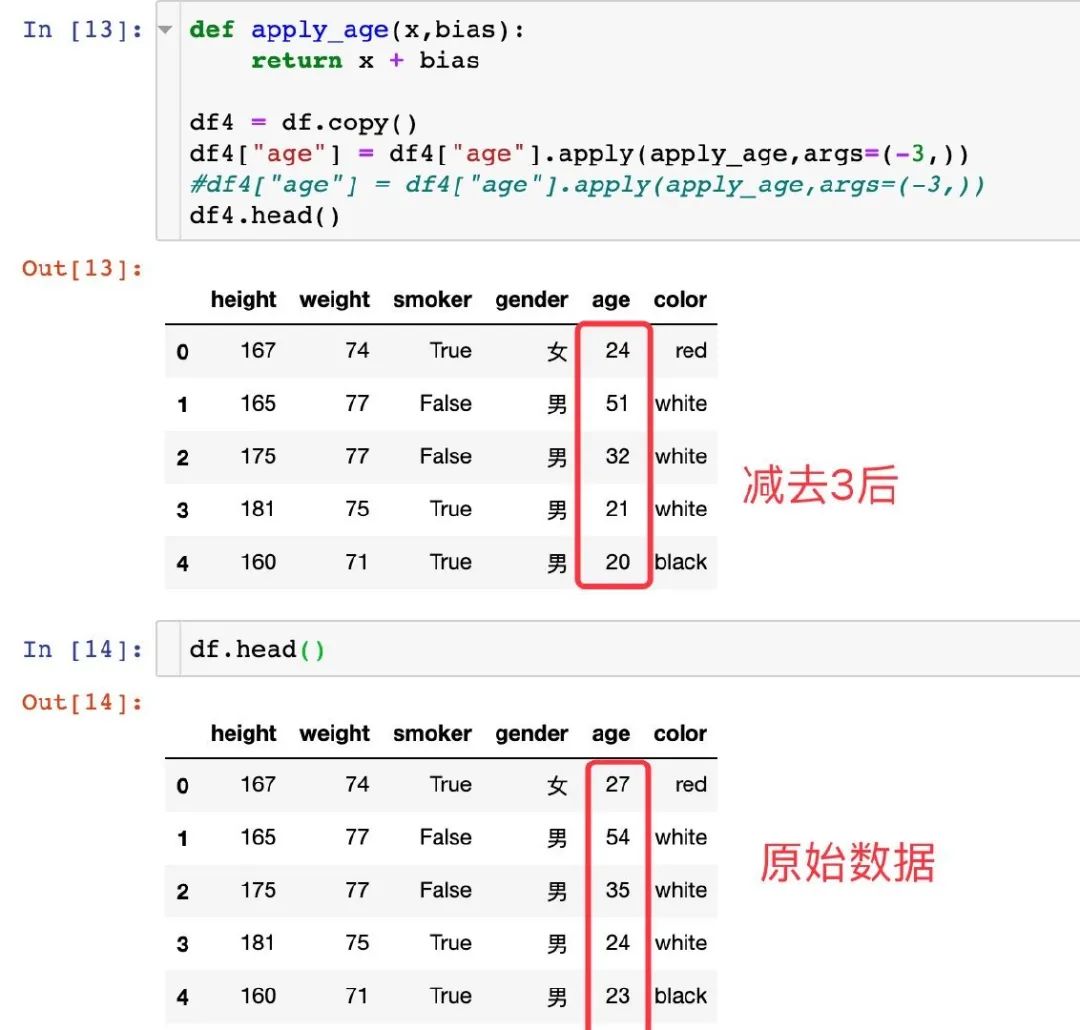 In [13]:
def apply_age(x,bias):
    return x + bias
df4 = df.copy()
df4["age"] = df4["age"].apply(apply_age,args=(-3,))
#df4["age"] = df4["age"].apply(apply_age,args=(-3,))
df4.head()
Out[13]:
height weight smoker gender age color
0 167 74 True 女 24 red
1 165 77 False 男 51 white
2 175 77 False 男 32 white
减去3后
3 181 75 True 男 21 white
4 160 71 True 男 20 black
In [14]: df.head()
Out[14]:
height weight smoker gender age color
0 167 74 True 女 27 red
1 165 77 False 男 54 white
原始数据
2 175 77 False 男 35 white
3 181 75 True 男 24 white
4 160 71 True 男 23 black